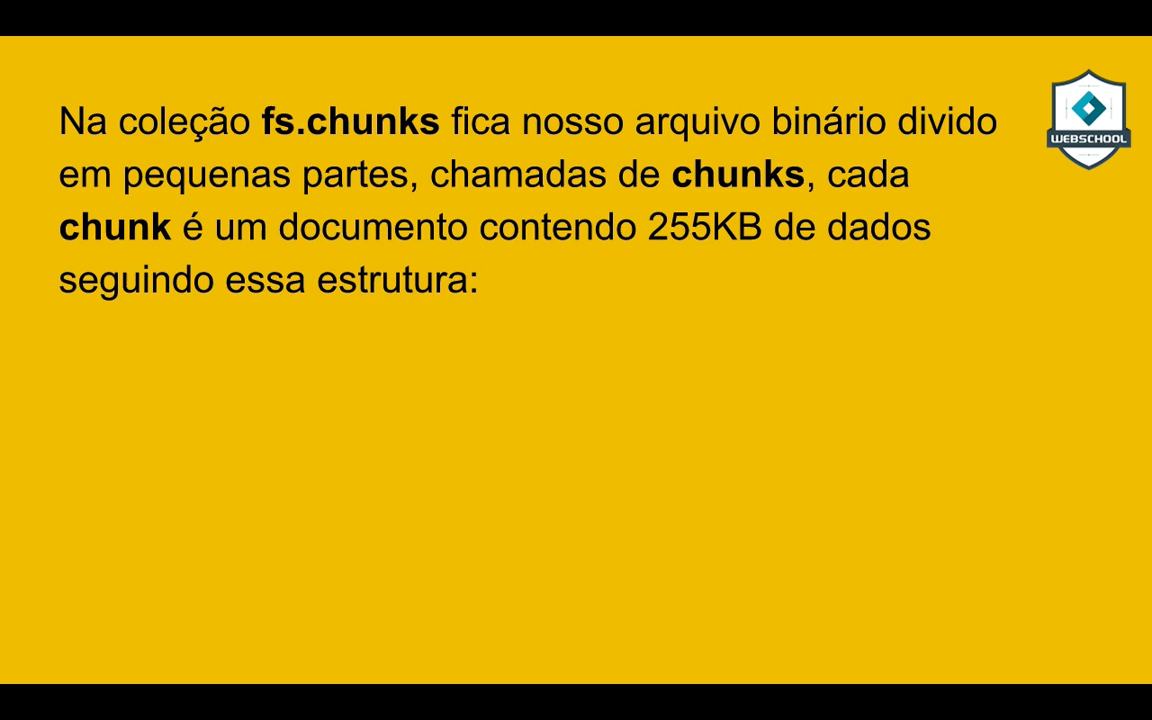 Na coleção fs.chunks fica nosso arquivo binário divido
em pequenas partes, chamadas de chunks, cada
chunk é um documento contendo 255KB de dados
seguindo essa estrutura:
WEBSCHOOL